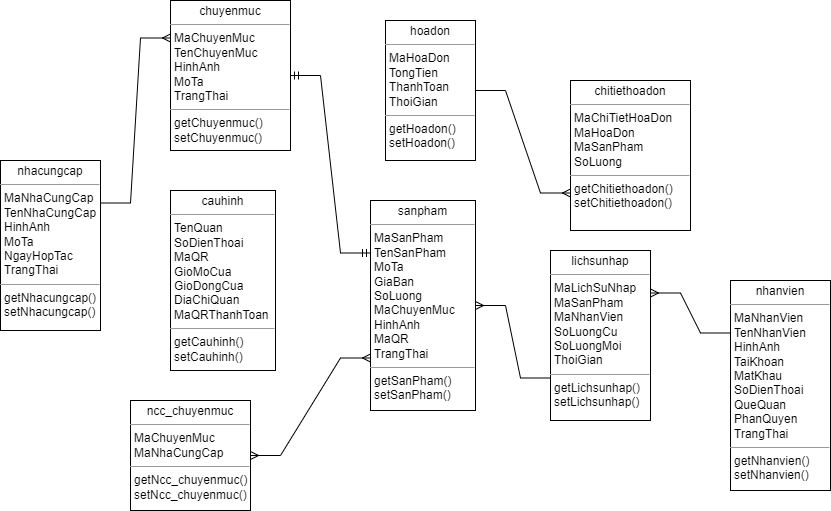 chuyenmuc
MaChuyenMuc
TenChuyenMuc
HinhAnh
MoTa
TrangThai
getChuyenmuc()
setChuyenmuc()
hoadon
MaHoaDon
TongTien
ThanhToan
ThoiGian
getHoadon()
setHoadon()
chitiethoadon
MaChiTietHoaDon
MaHoaDon
MaSanPham
SoLuong
getChitiethoadon()
setChitiethoadon()
nhacungcap
MaNhaCungCap
TenNhaCungCap
HinhAnh
MoTa
NgayHopTac
TrangThai
getNhacungcap()
setNhacungcap()
cauhinh
TenQuan
SoDienThoai
MaQR
GioMoCua
GioDongCua
DiaChiQuan
MaQRThanhToan
getCauhinh()
setCauhinh()
sanpham
MaSanPham
TenSanPham
MoTa
GiaBan
SoLuong
MaChuyenMuc
HinhAnh
MaQR
TrangThai
getSanPham()
setSanPham()
lichsunhap
MaLichSuNhap
MaSanPham
MaNhanVien
SoLuongCu
SoLuongMoi
ThoiGian
getLichsunhap()
setLichsunhap()
nhanvien
MaNhanVien
TenNhanVien
HinhAnh
TaiKhoan
MatKhau
SoDienThoai
QueQuan
PhanQuyen
TrangThai
getNhanvien()
setNhanvien()
ncc_chuyenmuc
MaChuyenMuc
MaNhaCungCap
getNcc_chuyenmuc()
setNcc_chuyenmuc()